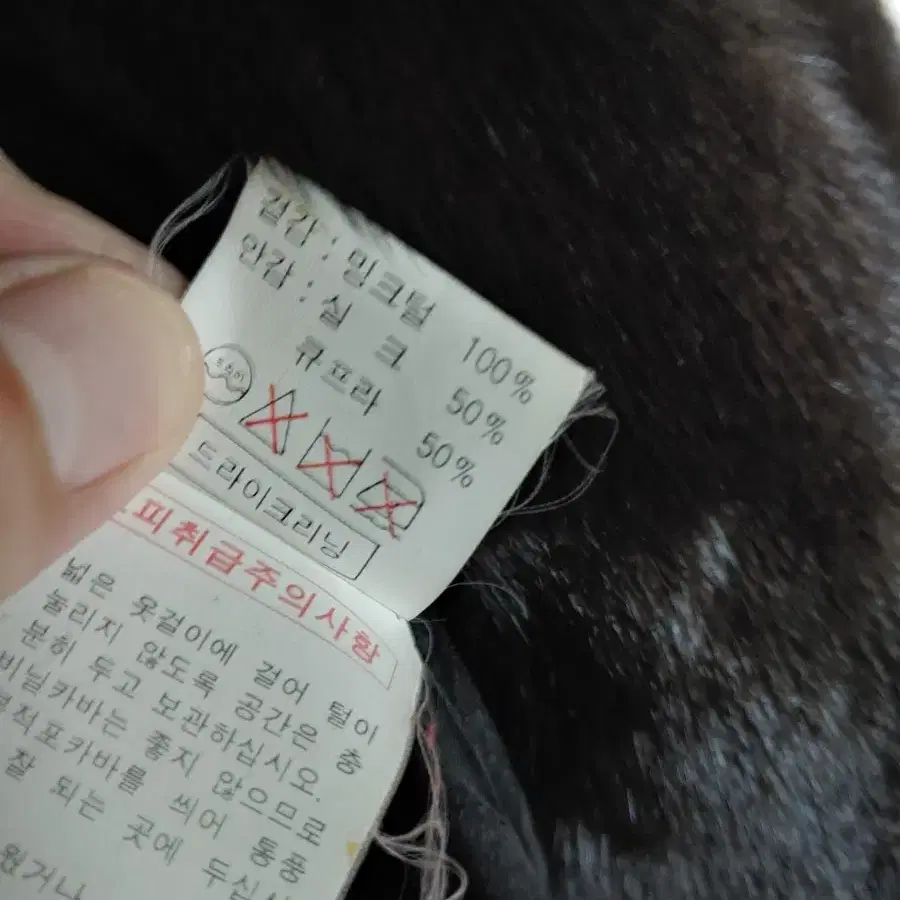 겉감 : 밍크털 100%
안감 : 실 크 50%
큐프라 50%
드라이
드라이크리닝
피취급주의사항
넓은 옷걸이에 걸어 털이
눌리지 않도록 공간은 충
분히 두고 보관하십시오.
비닐카바는 좋지 않으므로
적포카바를 씌어 통풍
잘 되는 곳에 두십시